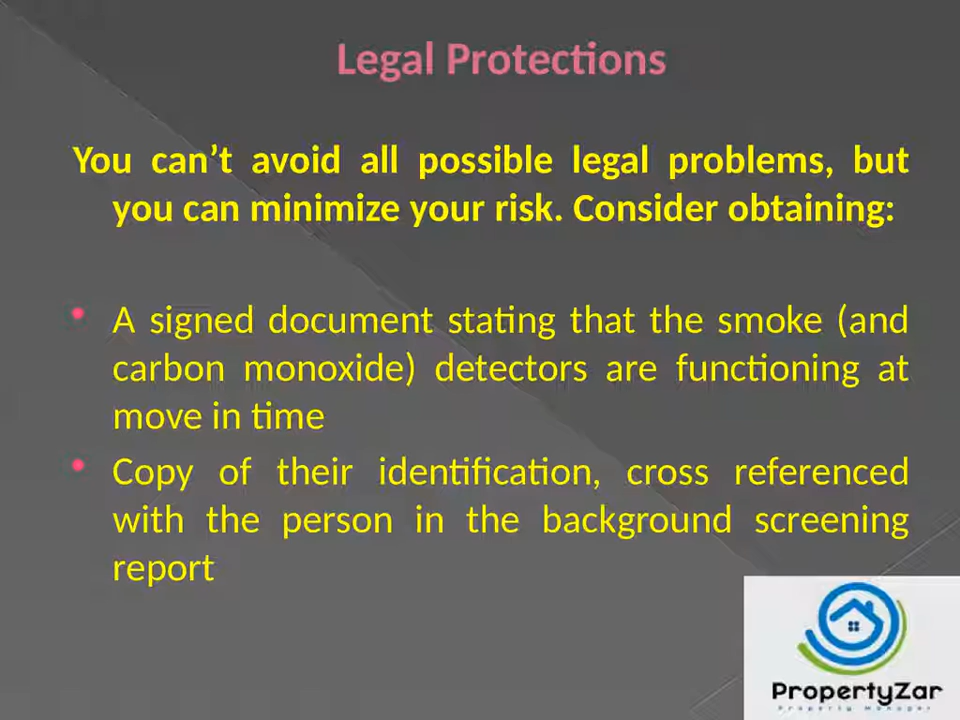 Legal Protections
You can’t avoid all possible legal problems, but
you can minimize your risk. Consider obtaining:
• A signed document stating that the smoke (and
carbon monoxide) detectors are functioning at
move in time
• Copy of their identification, cross referenced
with the person in the background screening
report
PropertyZar
Property Manager